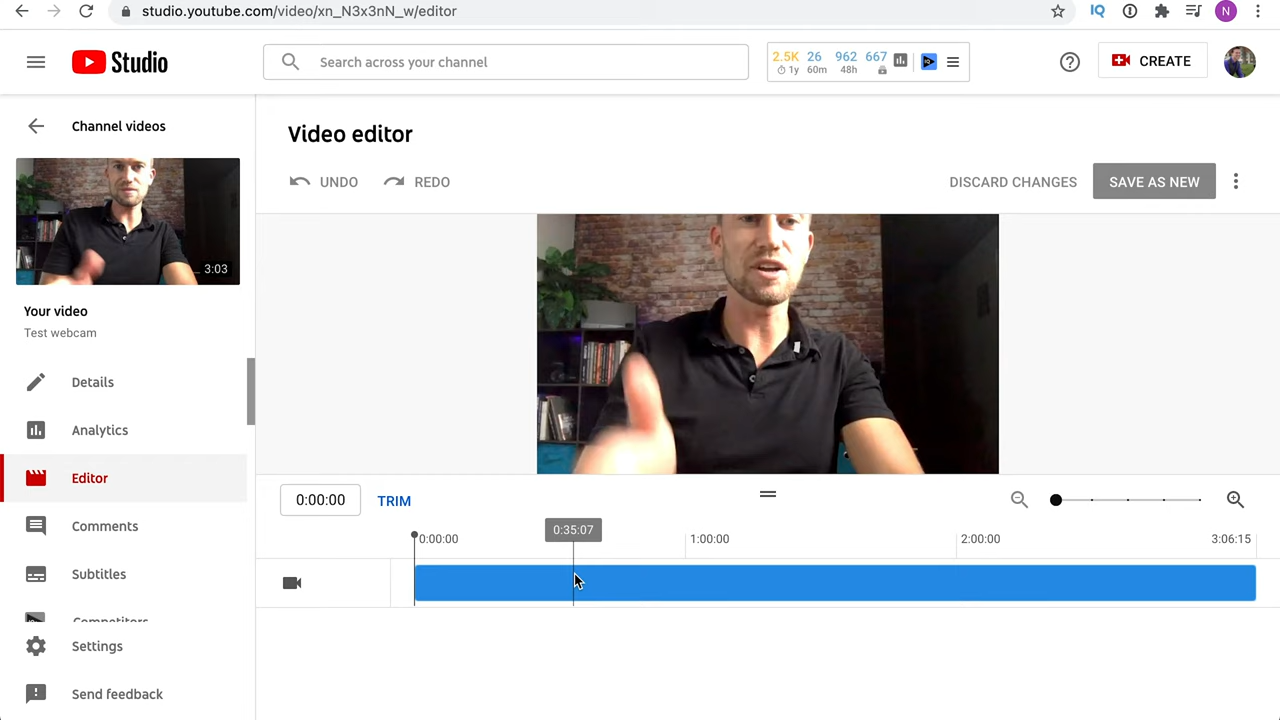 studio.youtube.com/video/xn_N3x3nN_w/editor
IQ
N
Studio
Search across your channel
2.5K 26 962 667
1y 60m 48h
CREATE
Channel videos
Video editor
UNDO REDO
DISCARD CHANGES
SAVE AS NEW
3:03
Your video
Test webcam
Details
Analytics
Editor
Comments
Subtitles
Competitors
Settings
Send feedback
0:00:00
TRIM
0:35:07
0:00:00 1:00:00 2:00:00 3:06:15